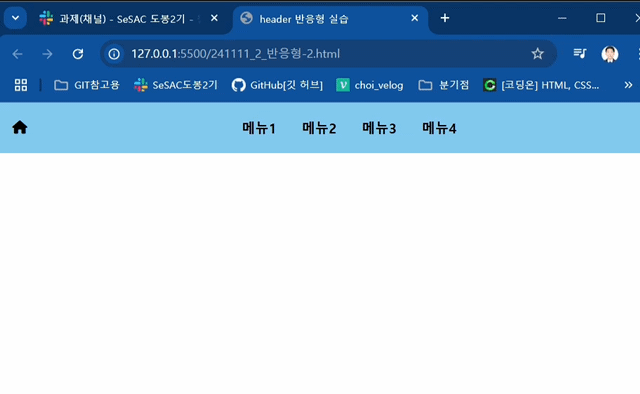 과제(채널) - SeSAC 도봉2기 -
header 반응형 실습
127.0.0.1:5500/241111_2_반응형-2.html
GIT참고용
SeSAC도봉2기
GitHub[깃 허브]
choi_velog
분기점
[코딩온] HTML, CSS...
메뉴1 메뉴2 메뉴3 메뉴4